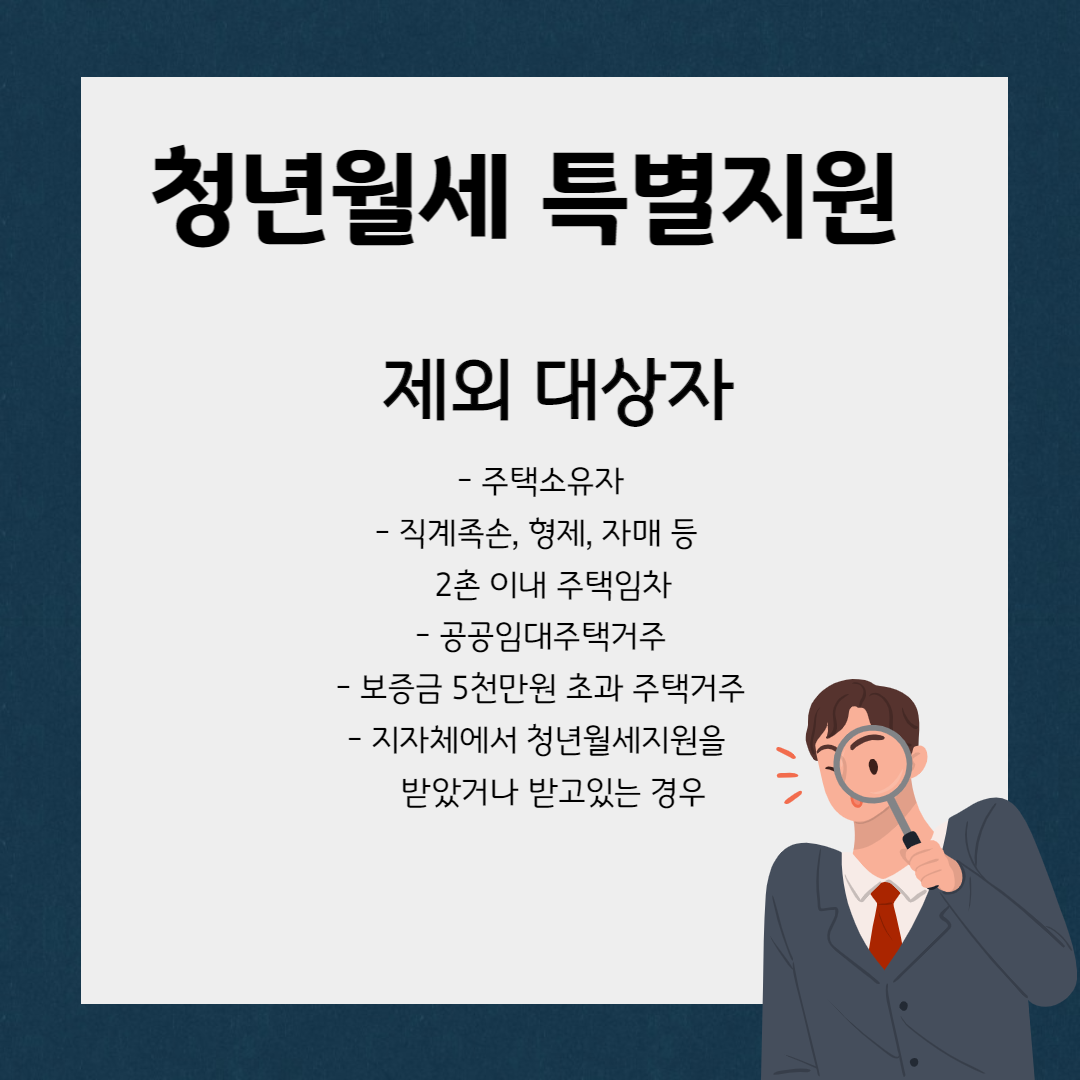 청년월세 특별지원
제외 대상자
- 주택소유자
- 직계족손, 형제, 자매 등
2촌 이내 주택임차
- 공공임대주택거주
- 보증금 5천만원 초과 주택거주
- 지자체에서 청년월세지원을
받았거나 받고있는 경우